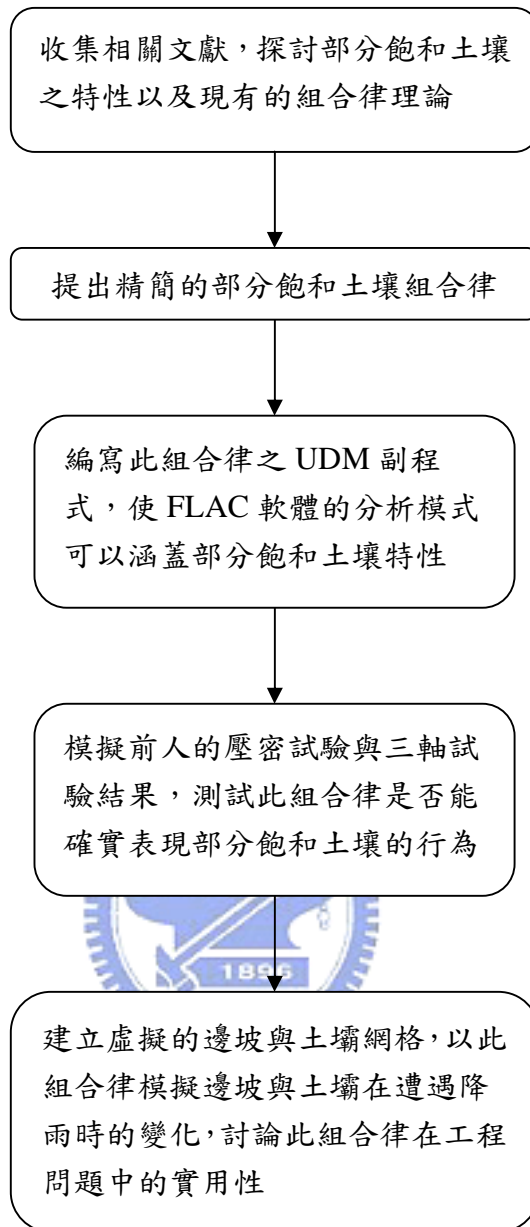 收集相關文獻，探討部分飽和土壤
之特性以及現有的組合律理論
提出精簡的部分飽和土壤組合律
編寫此組合律之 UDM 副程
式，使 FLAC 軟體的分析模式
可以涵蓋部分飽和土壤特性
模擬前人的壓密試驗與三軸試
驗結果，測試此組合律是否能
確實表現部分飽和土壤的行為
1896
建立虛擬的邊坡與土壩網格，以此
組合律模擬邊坡與土壩在遭遇降
雨時的變化，討論此組合律在工程
問題中的實用性